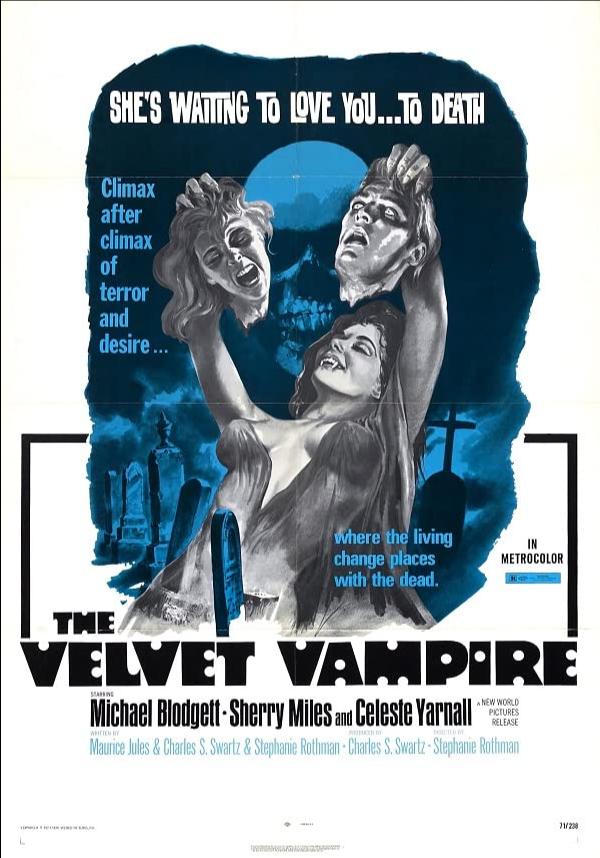 SHE'S WAITING TO LOVE YOU...TO DEATH
Climax
after
climax
of
terror
and
desire...
where the living
change places
with the dead.
IN
METROCOLOR
R
THE
VELVET VAMPIRE
STARRING
Michael Blodgett · Sherry Miles and Celeste Yarnall
A NEW WORLD
PICTURES
RELEASE
WRITTEN BY
PRODUCED BY
DIRECTED BY
Maurice Jules & Charles S. Swartz & Stephanie Rothman · Charles S. Swartz · Stephanie Rothman
71/238